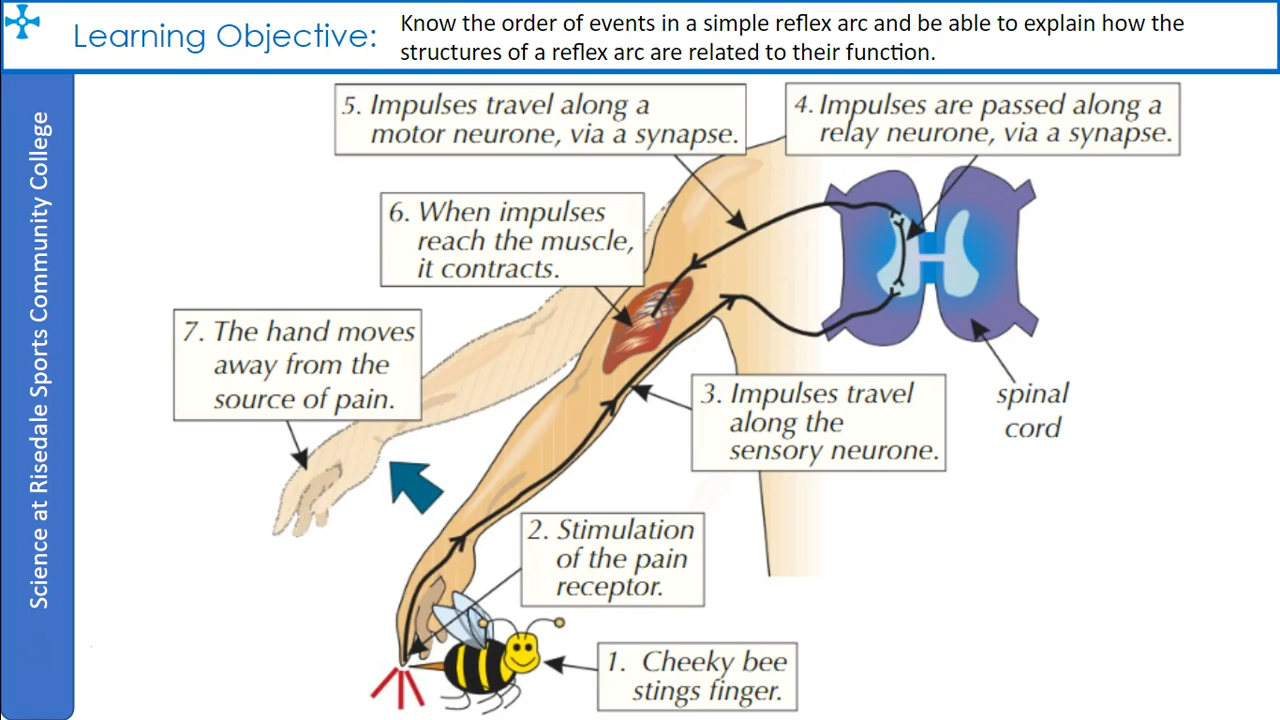 Learning Objective:
Know the order of events in a simple reflex arc and be able to explain how the
structures of a reflex arc are related to their function.
Science at Risedale Sports Community College
5. Impulses travel along a
motor neurone, via a synapse.
4. Impulses are passed along a
relay neurone, via a synapse.
6. When impulses
reach the muscle,
it contracts.
7. The hand moves
away from the
source of pain.
3. Impulses travel
along the
sensory neurone.
spinal
cord
2. Stimulation
of the pain
receptor.
1. Cheeky bee
stings finger.